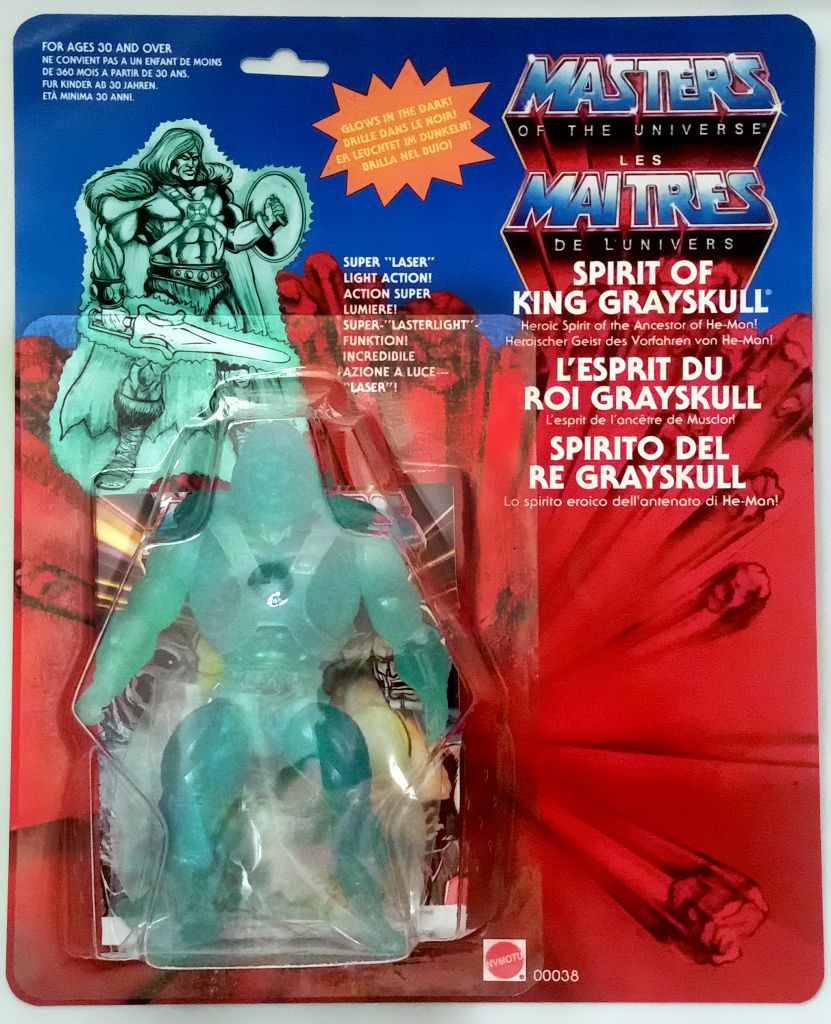 FOR AGES 30 AND OVER
NE CONVIENT PAS A UN ENFANT DE MOINS
DE 360 MOIS A PARTIR DE 30 ANS.
FUR KINDER AB 30 JAHREN.
ETÀ MINIMA 30 ANNI.
GLOWS IN THE DARK!
BRILLE DANS LE NOIR!
ER LEUCHTET IM DUNKELN!
BRILLA NEL BUIO!
MASTERS
OF THE UNIVERSE®
LES
MAITRES
DE L'UNIVERS
SPIRIT OF
KING GRAYSKULL®
Heroic Spirit of the Ancestor of He-Man!
Heroischer Geist des Vorfahren von He-Man!
L'ESPRIT DU
ROI GRAYSKULL
L'esprit de l'ancêtre de Musclor!
SPIRITO DEL
RE GRAYSKULL
Lo spirito eroico dell'antenato di He-Man!
SUPER "LASER"
LIGHT ACTION!
ACTION SUPER
LUMIERE!
SUPER-"LASTERLIGHT"-
FUNKTION!
INCREDIBILE
AZIONE A LUCE
"LASER"!
NVMOTU
00038